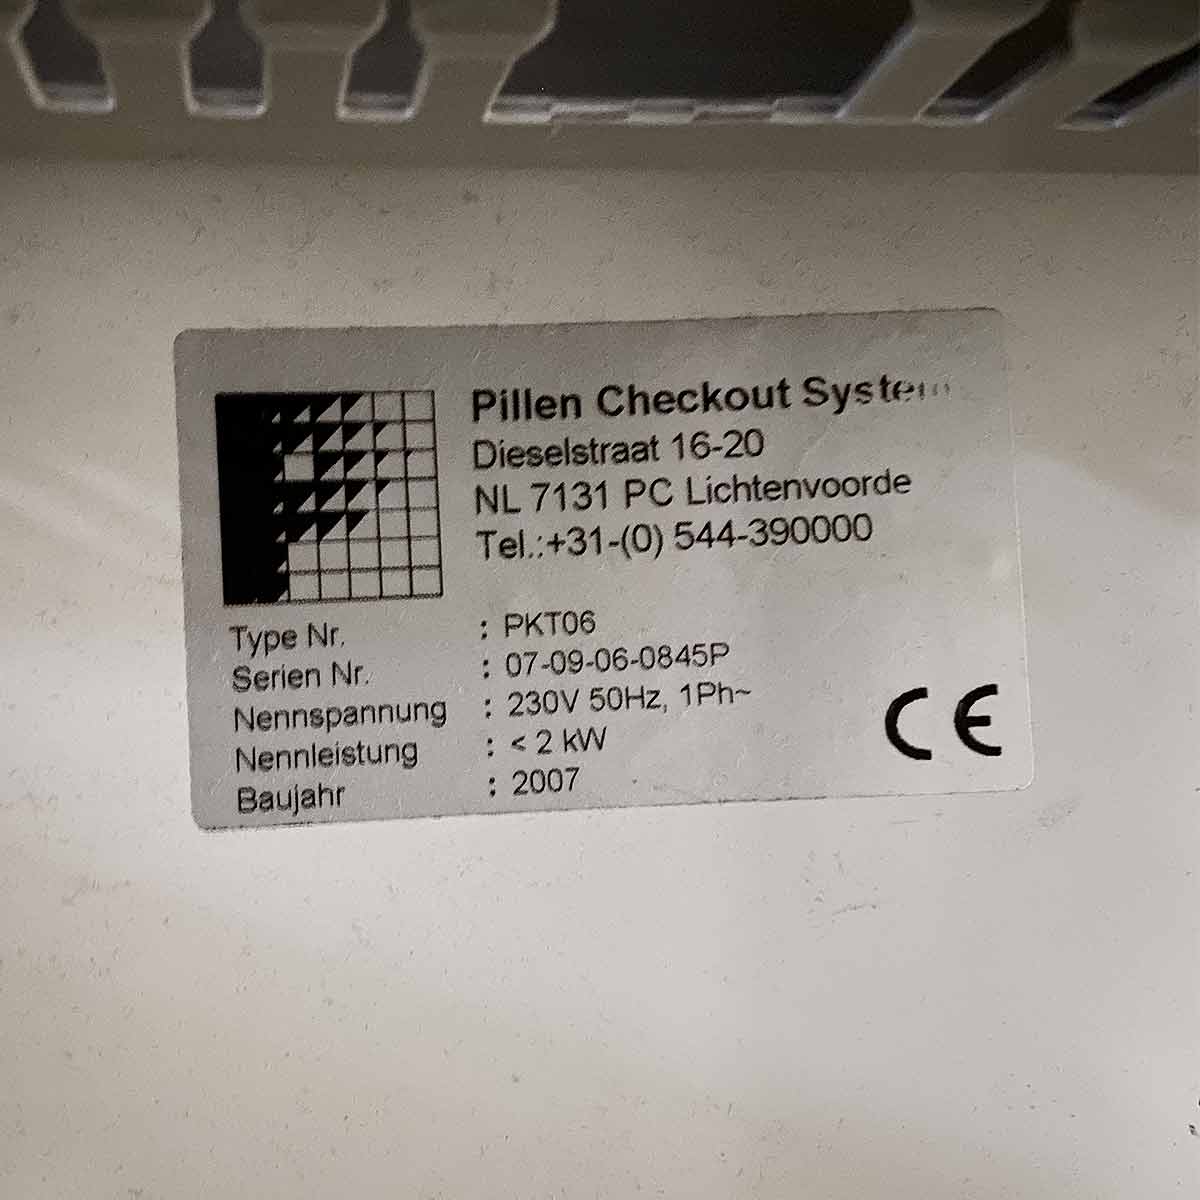 Pillen Checkout System
Dieselstraat 16-20
NL 7131 PC Lichtenvoorde
Tel.:+31-(0) 544-390000
Type Nr. : PKT06
Serien Nr. : 07-09-06-0845P
Nennspannung : 230V 50Hz, 1Ph~
Nennleistung : < 2 kW
Baujahr : 2007
CE